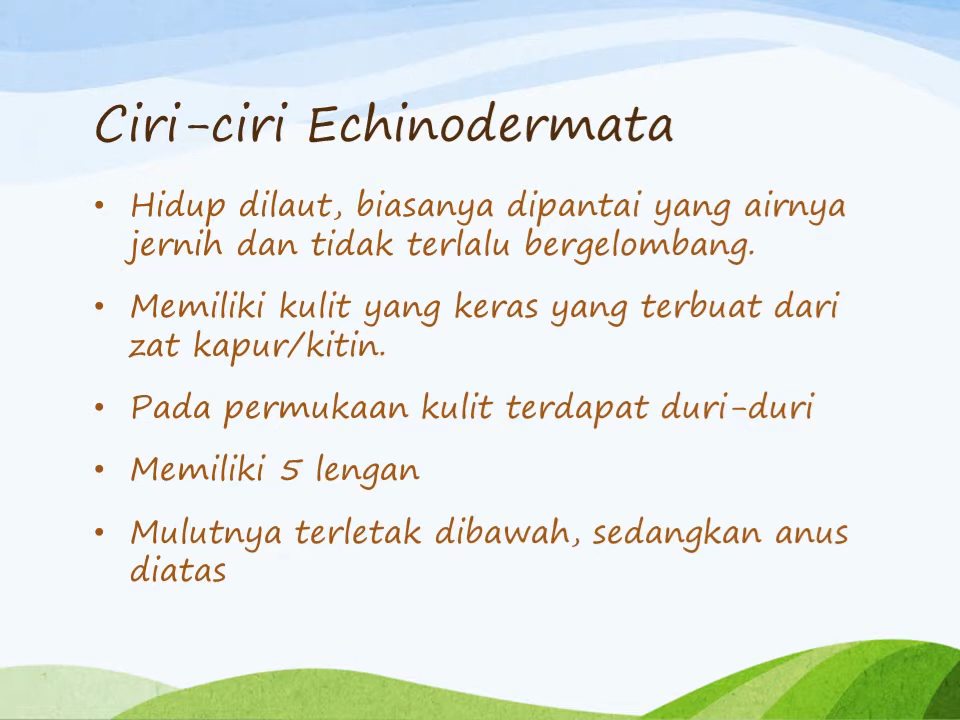 Ciri-ciri Echinodermata
• Hidup dilaut, biasanya dipantai yang airnya
jernih dan tidak terlalu bergelombang.
• Memiliki kulit yang keras yang terbuat dari
zat kapur/kitin.
• Pada permukaan kulit terdapat duri-duri
• Memiliki 5 lengan
• Mulutnya terletak dibawah, sedangkan anus
diatas